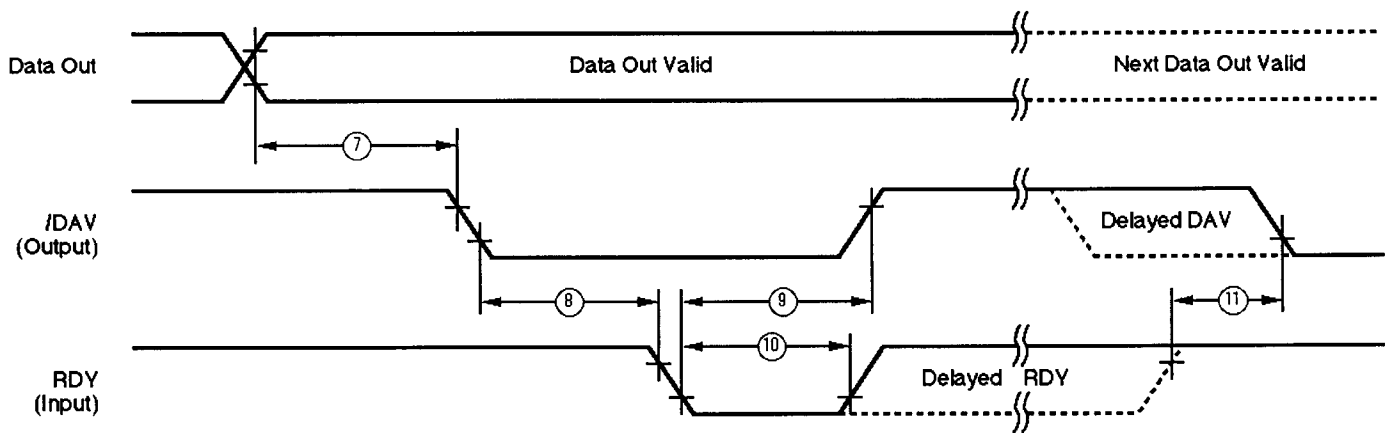 Data Out
Data Out Valid
Next Data Out Valid
7
/DAV
(Output)
Delayed DAV
8
9
11
10
RDY
(Input)
Delayed RDY